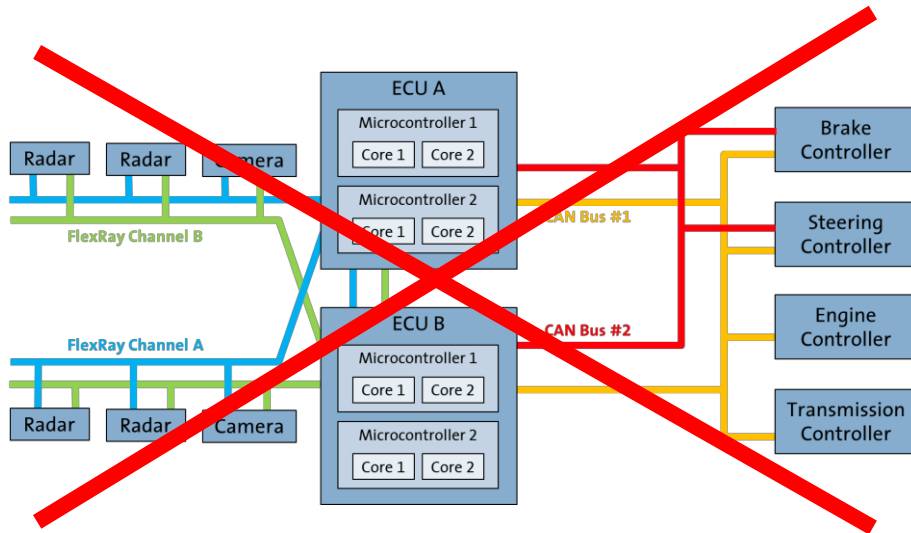 ECU A
Microcontroller 1
Core 1 Core 2
Microcontroller 2
Core 1 Core 2
Radar Radar Camera
FlexRay Channel B
FlexRay Channel A
Radar Radar Camera
ECU B
Microcontroller 1
Core 1 Core 2
Microcontroller 2
Core 1 Core 2
CAN Bus #1
CAN Bus #2
Brake
Controller
Steering
Controller
Engine
Controller
Transmission
Controller